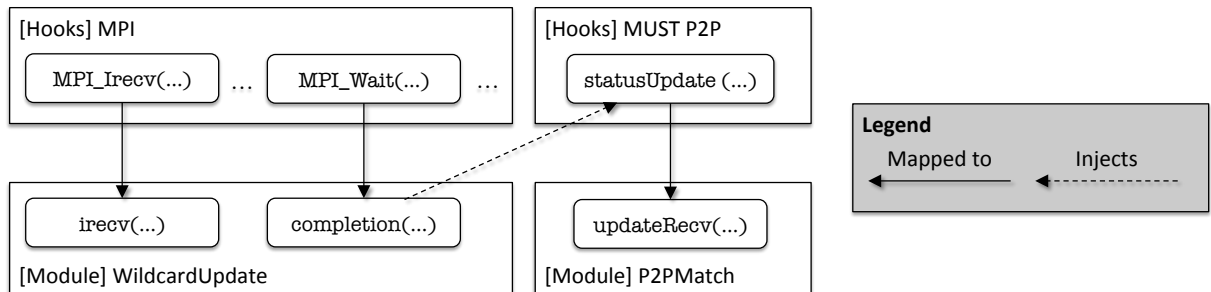 [Hooks] MPI
MPI_Irecv(...)
...
MPI_Wait(...)
...
[Module] WildcardUpdate
irecv(...)
completion(...)
[Hooks] MUST P2P
statusUpdate (...)
updateRecv(...)
[Module] P2PMatch
Legend
Mapped to
Injects